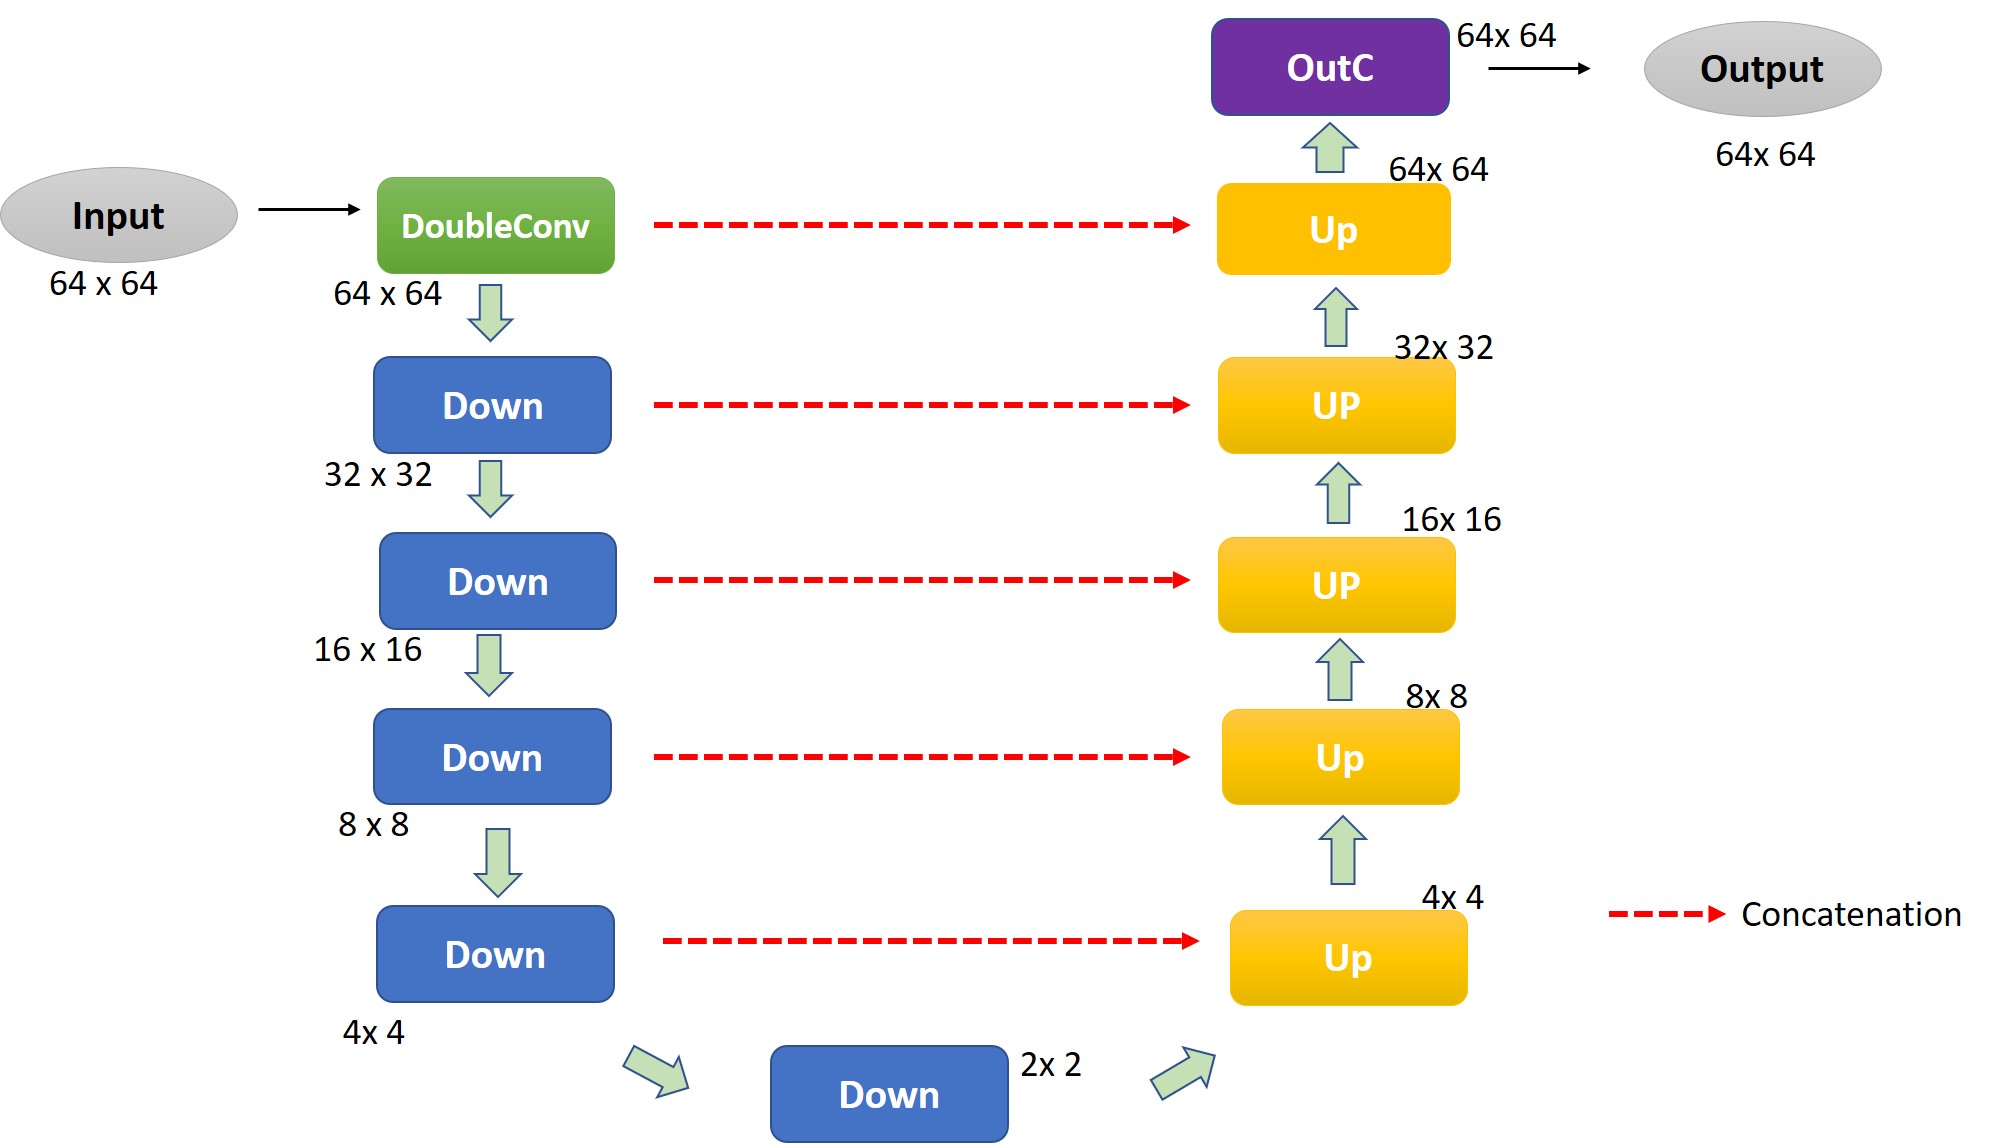 OutC
64x 64
Output
64x 64
Input
64 x 64
DoubleConv
64 x 64
64x 64
Up
Down
32 x 32
32x 32
UP
Down
16 x 16
16x 16
UP
Down
8 x 8
8x 8
Up
Down
4x 4
4x 4
Up
Concatenation
Down
2x 2